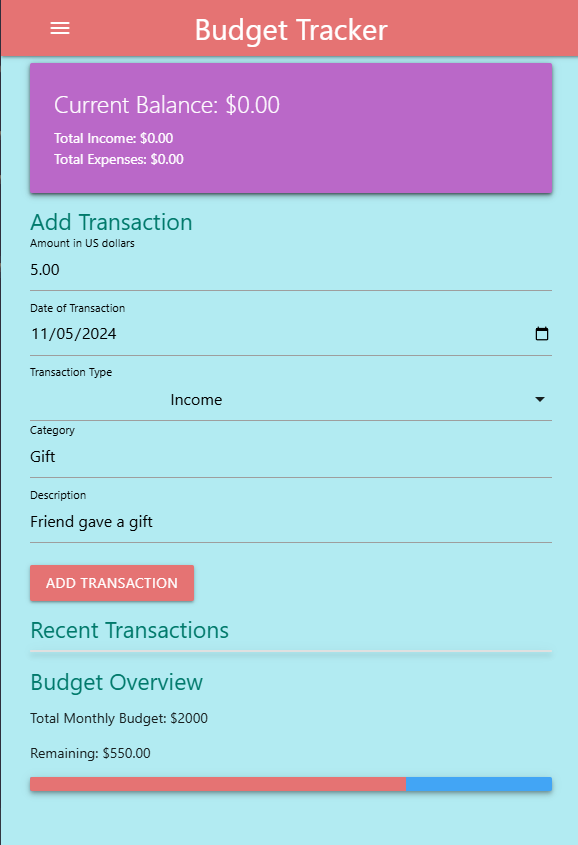 Budget Tracker
Current Balance: $0.00
Total Income: $0.00
Total Expenses: $0.00
Add Transaction
Amount in US dollars
5.00
Date of Transaction
11/05/2024
Transaction Type
Income
Category
Gift
Description
Friend gave a gift
ADD TRANSACTION
Recent Transactions
Budget Overview
Total Monthly Budget: $2000
Remaining: $550.00